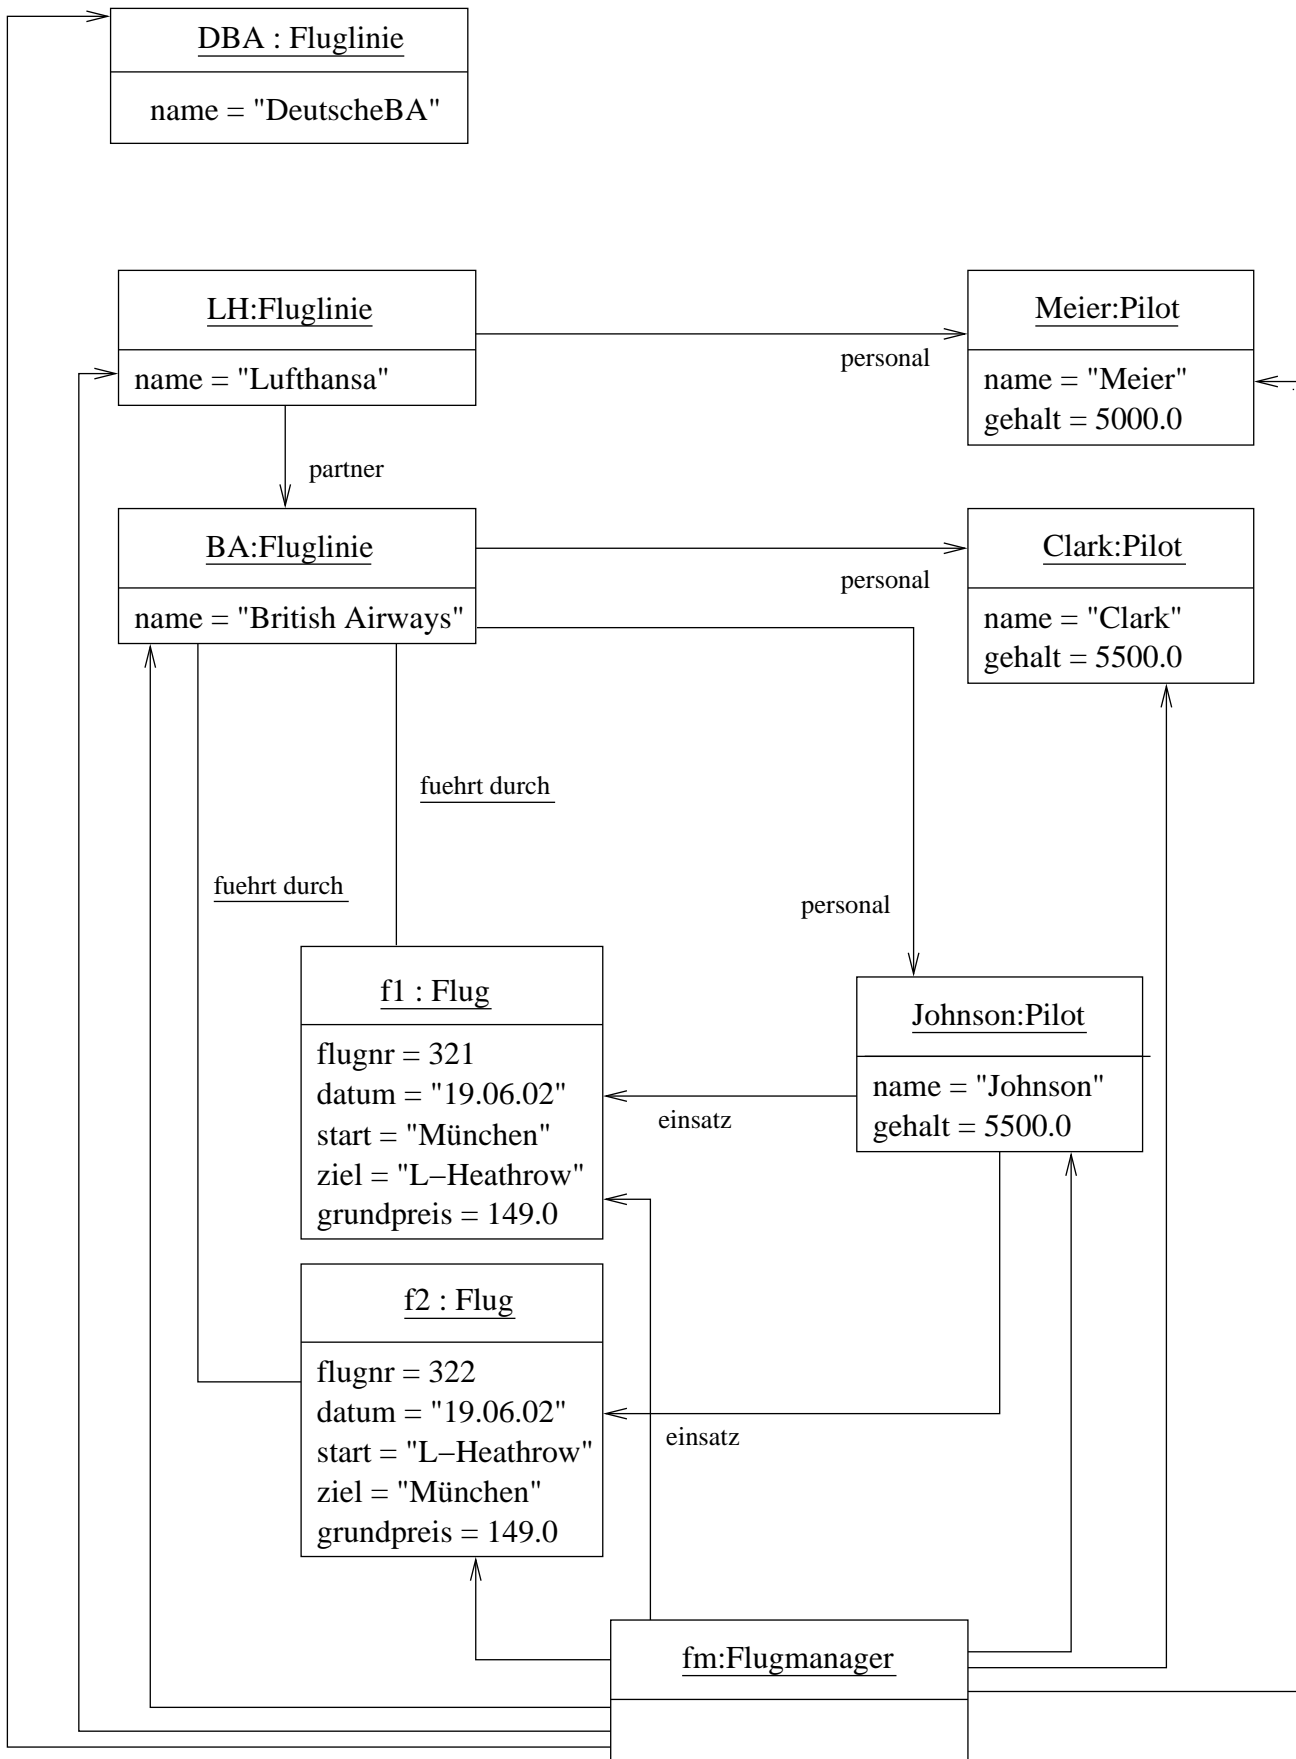 DBA : Fluglinie
name = "DeutscheBA"
LH:Fluglinie
name = "Lufthansa"
personal
Meier:Pilot
name = "Meier"
gehalt = 5000.0
partner
BA:Fluglinie
name = "British Airways"
personal
Clark:Pilot
name = "Clark"
gehalt = 5500.0
fuehrt durch
fuehrt durch
personal
f1 : Flug
flugnr = 321
datum = "19.06.02"
start = "München"
ziel = "L−Heathrow"
grundpreis = 149.0
einsatz
Johnson:Pilot
name = "Johnson"
gehalt = 5500.0
f2 : Flug
flugnr = 322
datum = "19.06.02"
start = "L−Heathrow"
ziel = "München"
grundpreis = 149.0
einsatz
fm:Flugmanager